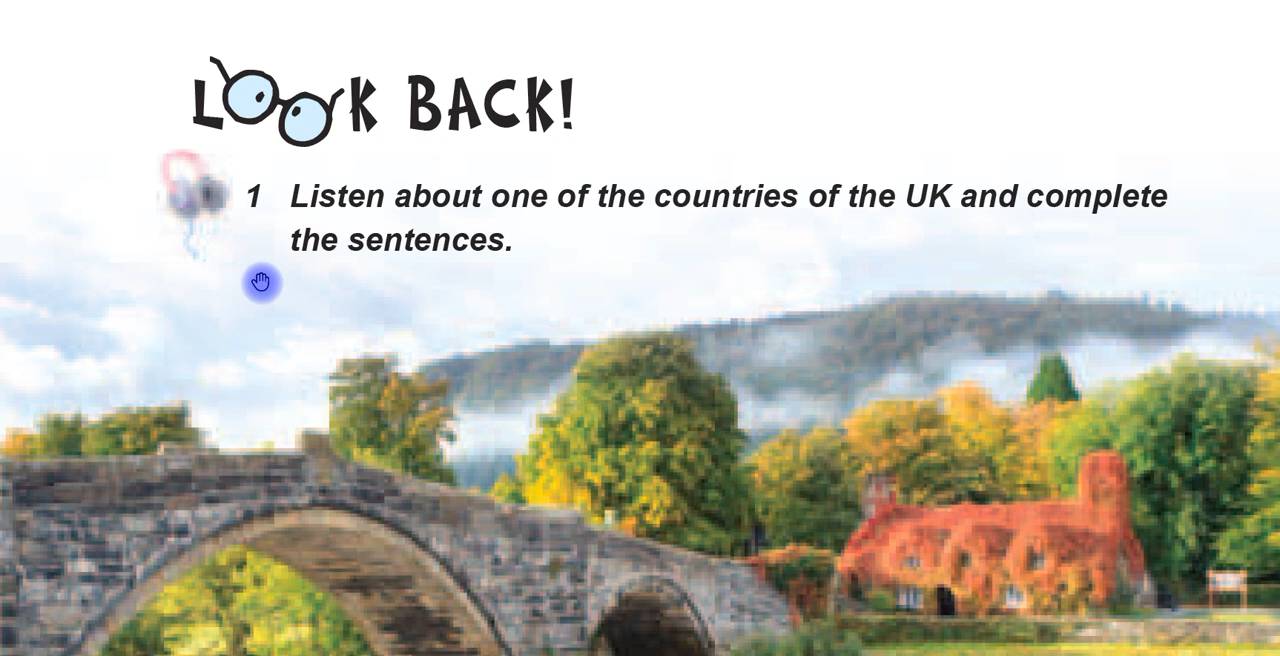 LOOK BACK!
1 Listen about one of the countries of the UK and complete
the sentences.